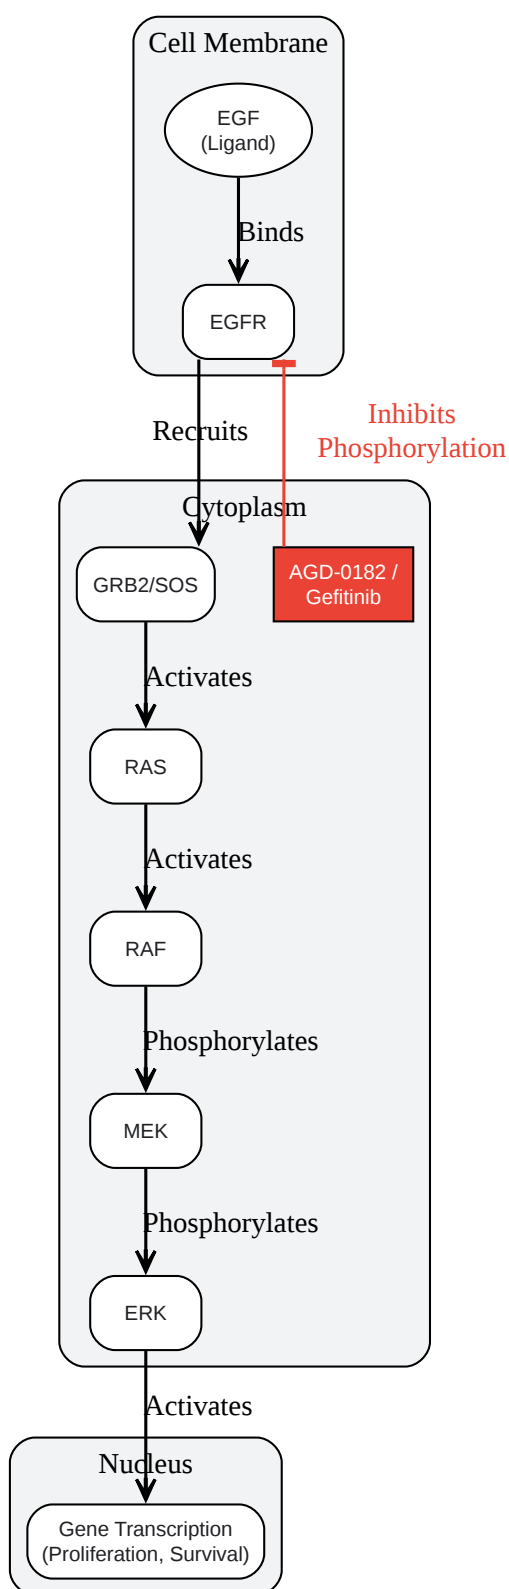 Cell Membrane
EGF
(Ligand)
Binds
EGFR
Recruits
Inhibits
Phosphorylation
Cytoplasm
GRB2/SOS
AGD-0182 /
Gefitinib
Activates
RAS
Activates
RAF
Phosphorylates
MEK
Phosphorylates
ERK
Activates
Nucleus
Gene Transcription
(Proliferation, Survival)